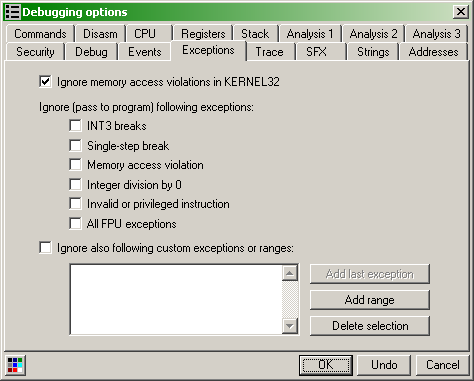 Debugging options
Commands Disasm CPU Registers Stack Analysis 1 Analysis 2 Analysis 3
Security Debug Events Exceptions Trace SFX Strings Addresses
Ignore memory access violations in KERNEL32
Ignore (pass to program) following exceptions:
INT3 breaks
Single-step break
Memory access violation
Integer division by 0
Invalid or privileged instruction
All FPU exceptions
Ignore also following custom exceptions or ranges:
Add last exception
Add range
Delete selection
OK Undo Cancel